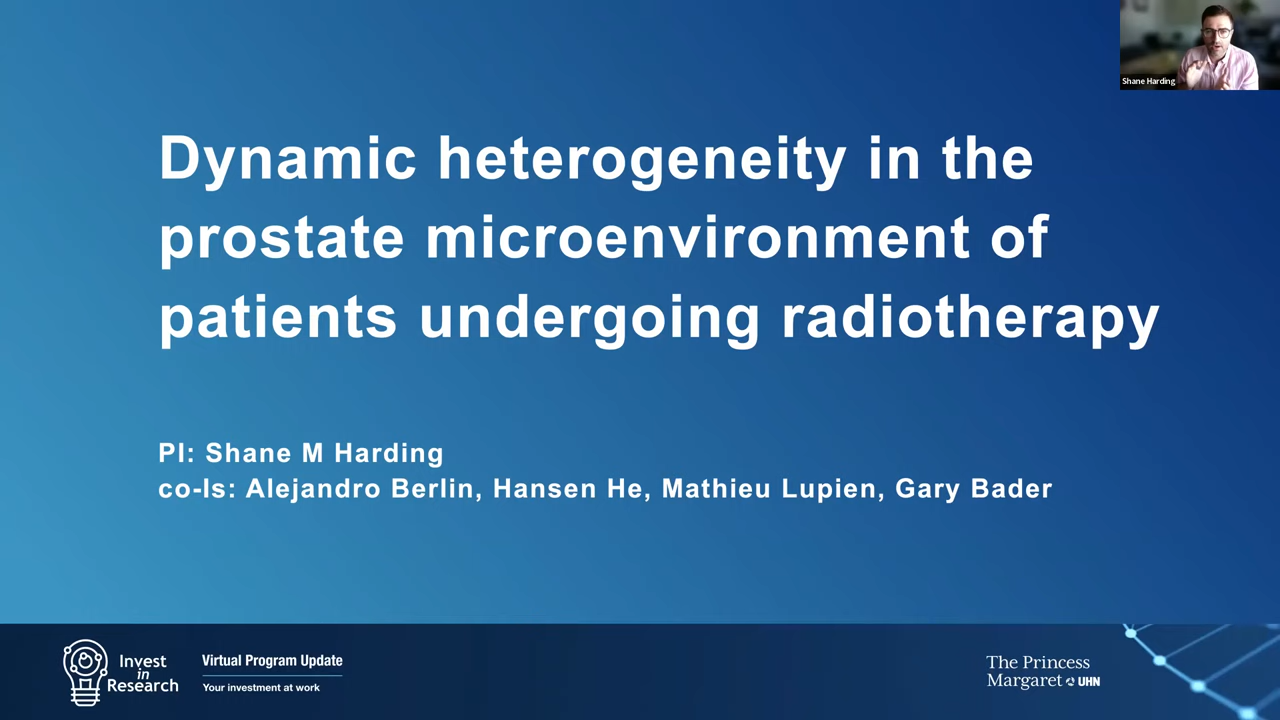 Shane Harding
Dynamic heterogeneity in the
prostate microenvironment of
patients undergoing radiotherapy
PI: Shane M Harding
co-Is: Alejandro Berlin, Hansen He, Mathieu Lupien, Gary Bader
Invest
in
Research
Virtual Program Update
Your investment at work
The Princess
Margaret UHN